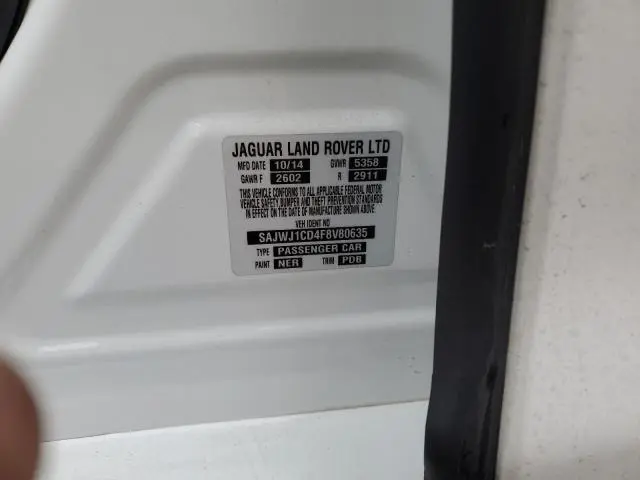 JAGUAR LAND ROVER LTD
MFD DATE 10/14 GVWR 5358
GAWR F 2602 R 2911
THIS VEHICLE CONFORMS TO ALL APPLICABLE FEDERAL MOTOR
VEHICLE SAFETY BUMPER AND THEFT PREVENTION STANDARDS
IN EFFECT ON THE DATE OF MANUFACTURE SHOWN ABOVE.
VEH IDENT NO
SAJWJ1CD4F8V80635
TYPE PASSENGER CAR
PAINT NER TRIM PDB